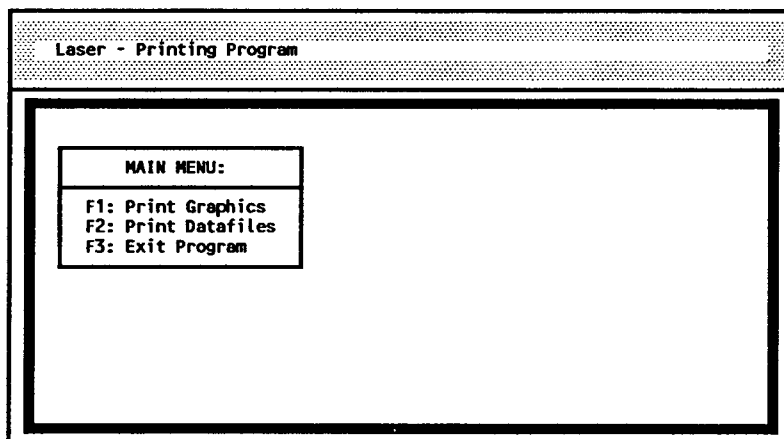 Laser - Printing Program
MAIN MENU:
F1: Print Graphics
F2: Print Datafiles
F3: Exit Program